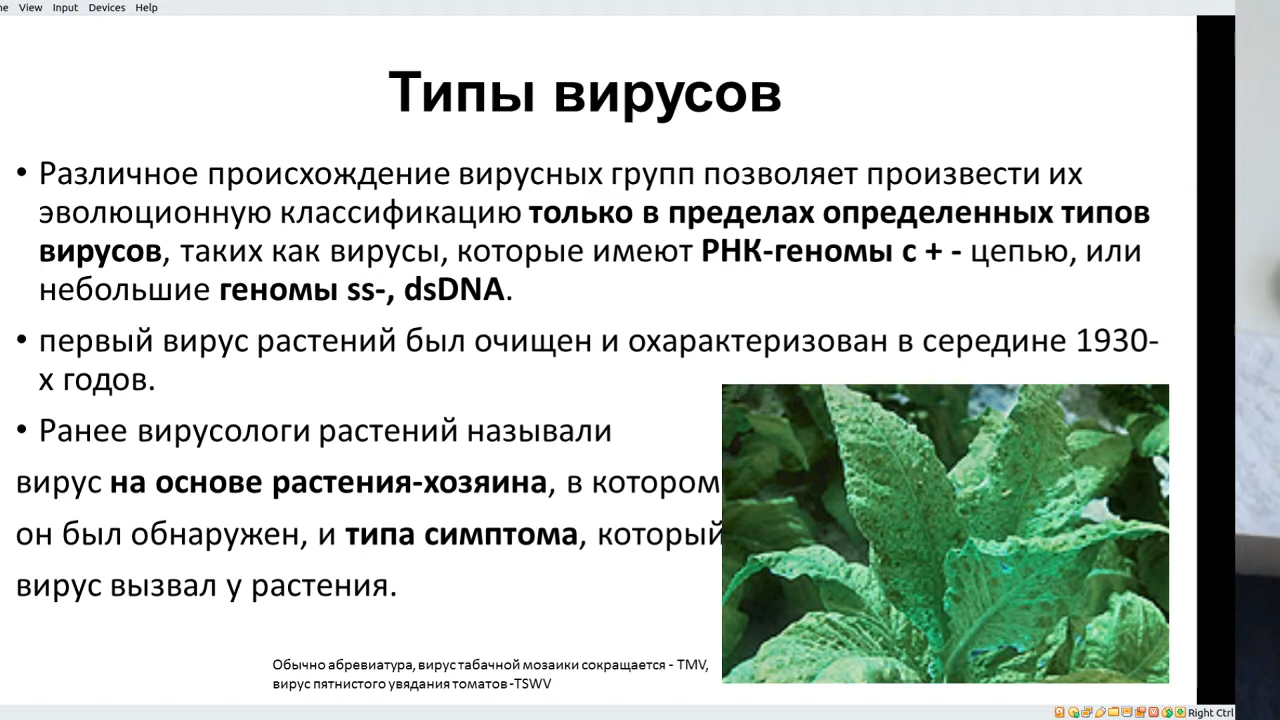 View Input Devices Help
Типы вирусов
• Различное происхождение вирусных групп позволяет произвести их
эволюционную классификацию только в пределах определенных типов
вирусов, таких как вирусы, которые имеют РНК-геномы с + - цепью, или
небольшие геномы ss-, dsDNA.
• первый вирус растений был очищен и охарактеризован в середине 1930-
х годов.
• Ранее вирусологи растений называли
вирус на основе растения-хозяина, в котором
он был обнаружен, и типа симптома, который
вирус вызвал у растения.
Обычно абревиатура, вирус табачной мозаики сокращается - TMV,
вирус пятнистого увядания томатов -TSWV
Right Ctrl